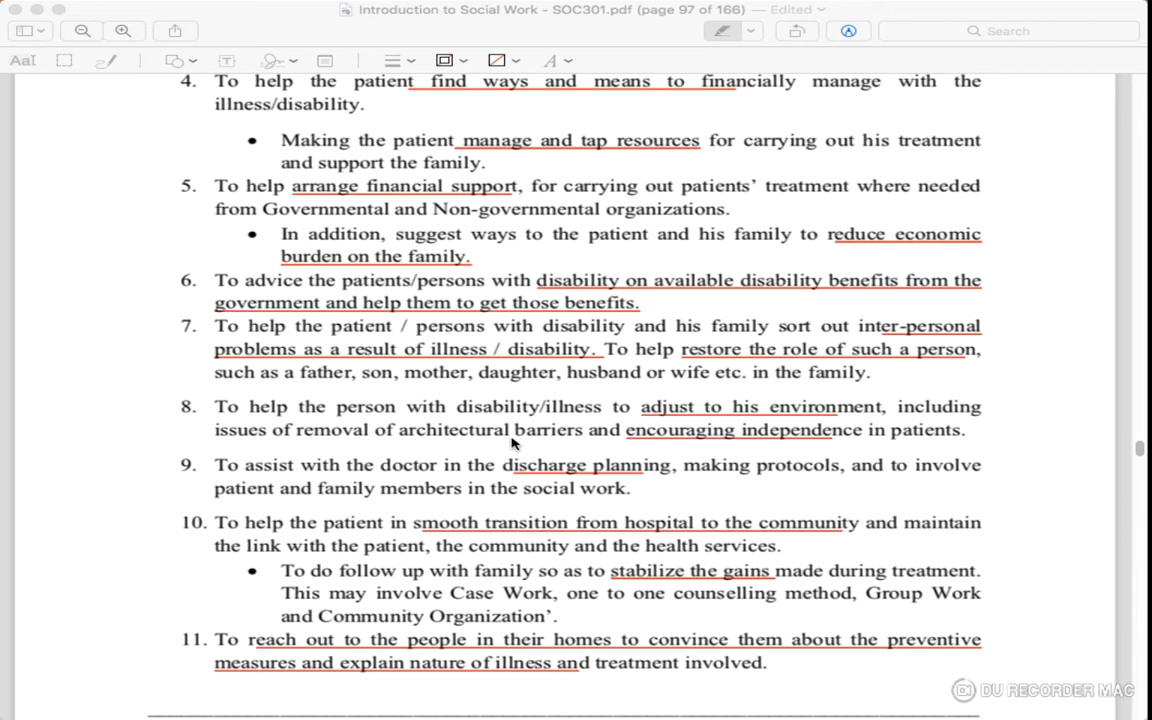 Introduction to Social Work - SOC301.pdf (page 97 of 166) — Edited
Search
AaI
T
A
4. To help the patient find ways and means to financially manage with the
illness/disability.
• Making the patient manage and tap resources for carrying out his treatment
and support the family.
5. To help arrange financial support, for carrying out patients’ treatment where needed
from Governmental and Non-governmental organizations.
• In addition, suggest ways to the patient and his family to reduce economic
burden on the family.
6. To advice the patients/persons with disability on available disability benefits from the
government and help them to get those benefits.
7. To help the patient / persons with disability and his family sort out inter-personal
problems as a result of illness / disability. To help restore the role of such a person,
such as a father, son, mother, daughter, husband or wife etc. in the family.
8. To help the person with disability/illness to adjust to his environment, including
issues of removal of architectural barriers and encouraging independence in patients.
9. To assist with the doctor in the discharge planning, making protocols, and to involve
patient and family members in the social work.
10. To help the patient in smooth transition from hospital to the community and maintain
the link with the patient, the community and the health services.
• To do follow up with family so as to stabilize the gains made during treatment.
This may involve Case Work, one to one counselling method, Group Work
and Community Organization’.
11. To reach out to the people in their homes to convince them about the preventive
measures and explain nature of illness and treatment involved.
DU RECORDER MAC